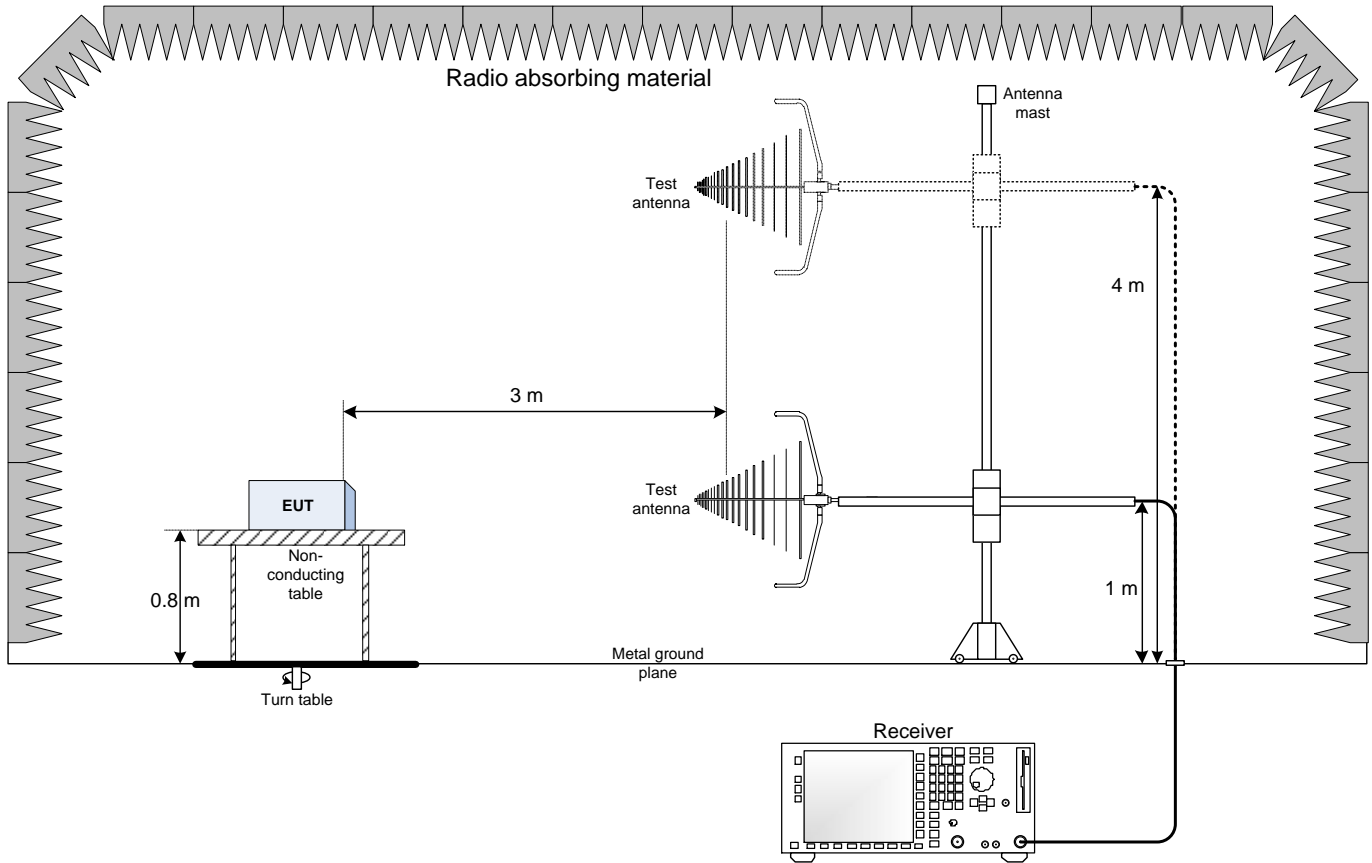 Radio absorbing material
Antenna
mast
Test
antenna
4 m
3 m
EUT
Test
antenna
Non-
conducting
table
0.8 m
1 m
Metal ground
plane
Turn table
Receiver